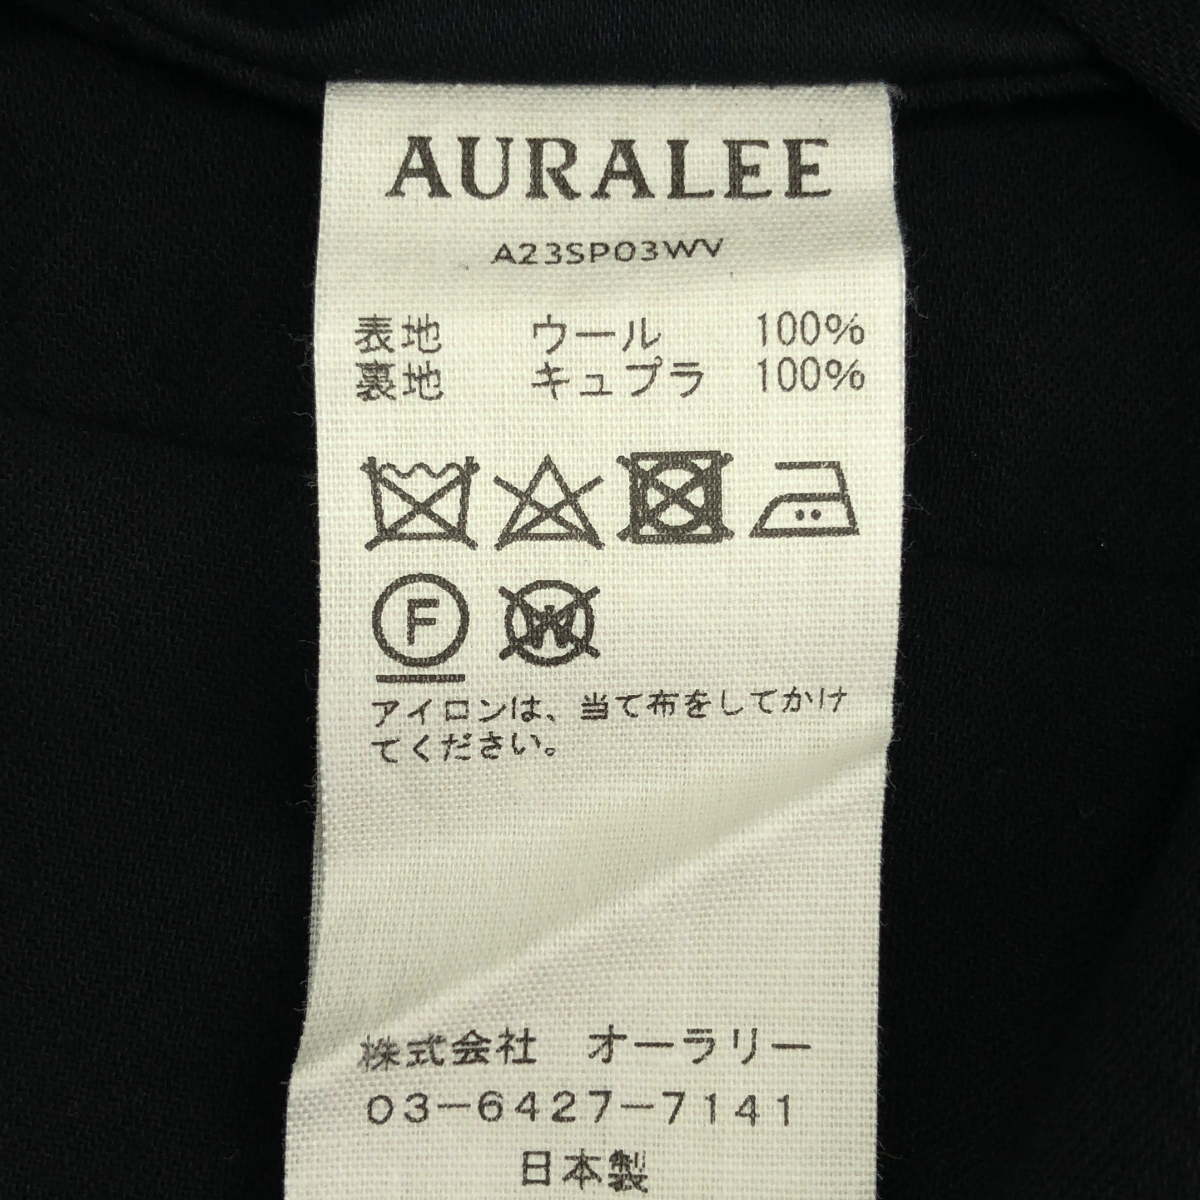 AURALEE
A23SP03WV
表地 ウール 100%
裏地 キュプラ 100%
F W
アイロンは、当て布をしてかけ
てください。
株式会社 オーラリー
03-6427-7141
日本製